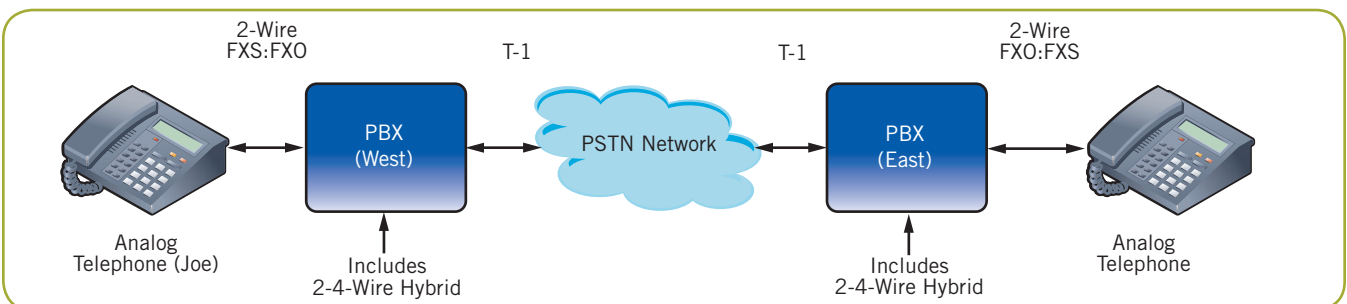 2-Wire
FXS:FXO
T-1
T-1
2-Wire
FXO:FXS
PBX
(West)
PSTN Network
PBX
(East)
Analog
Telephone (Joe)
Includes
2-4-Wire Hybrid
Includes
2-4-Wire Hybrid
Analog
Telephone